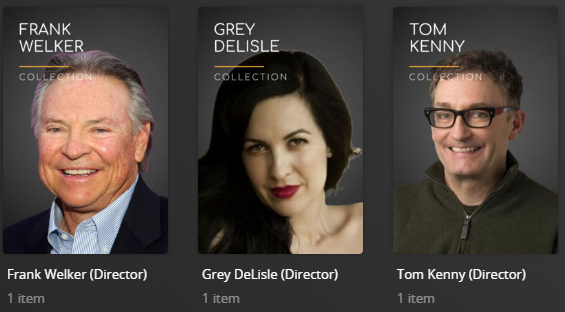 FRANK
WELKER
COLLECTION
GREY
DELISLE
COLLECTION
TOM
KENNY
COLLECTION
Frank Welker (Director)
1 item
Grey DeLisle (Director)
1 item
Tom Kenny (Director)
1 item